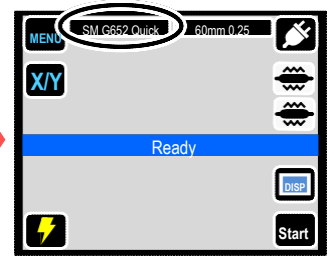 MENU SM G652 Quick 60mm 0.25
X/Y
Ready
DISP
Start